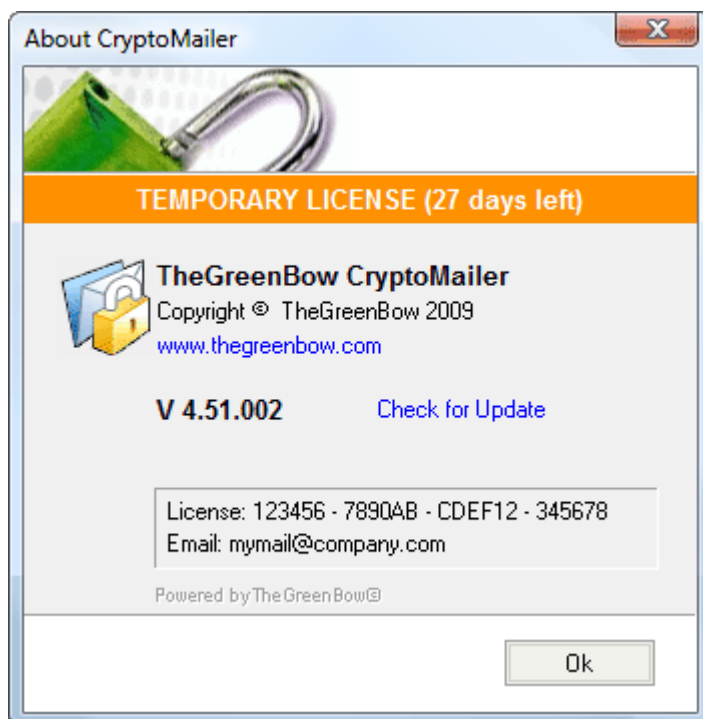 About CryptoMailer
TEMPORARY LICENSE (27 days left)
TheGreenBow CryptoMailer
Copyright © TheGreenBow 2009
www.thegreenbow.com
V 4.51.002 Check for Update
License: 123456 - 7890AB - CDEF12 - 345678
Email: mymail@company.com
Powered by TheGreenBow©
Ok